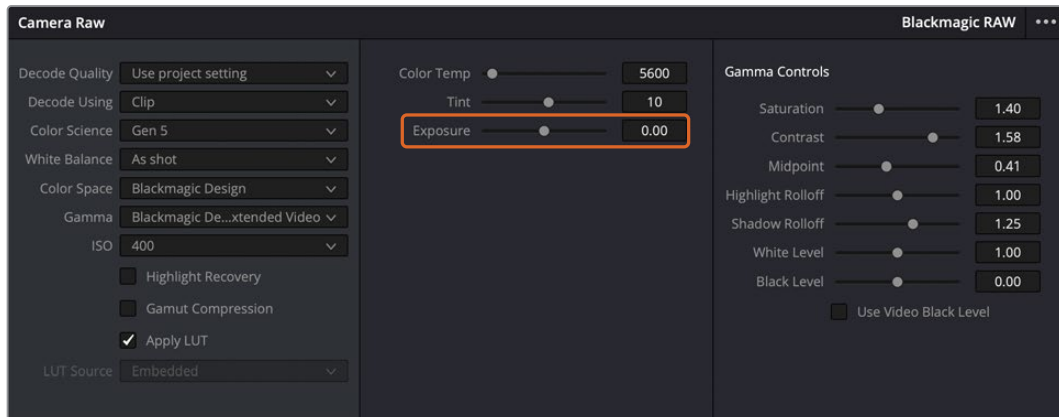 Camera Raw
Blackmagic RAW
Decode Quality Use project setting
Decode Using Clip
Color Science Gen 5
White Balance As shot
Color Space Blackmagic Design
Gamma Blackmagic De...xtended Video
ISO 400
Highlight Recovery
Gamut Compression
Apply LUT
LUT Source Embedded
Color Temp 5600
Tint 10
Exposure 0.00
Gamma Controls
Saturation 1.40
Contrast 1.58
Midpoint 0.41
Highlight Rolloff 1.00
Shadow Rolloff 1.25
White Level 1.00
Black Level 0.00
Use Video Black Level